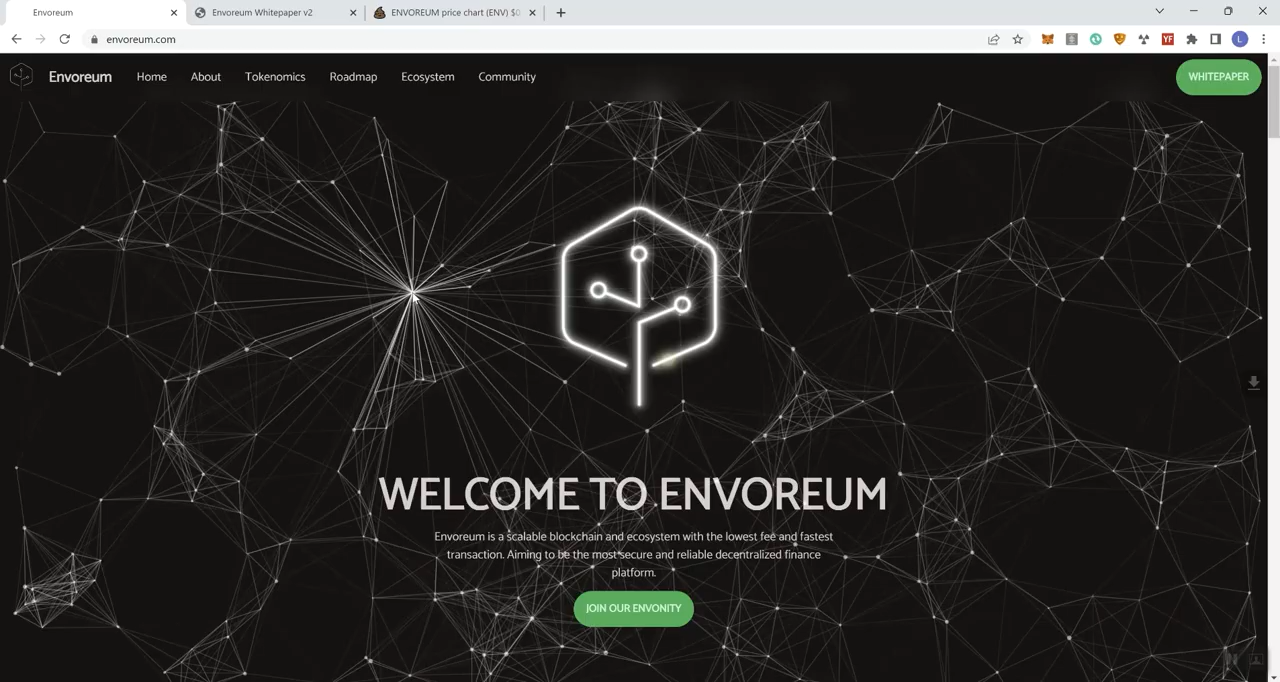 Envoreum
Envoreum Whitepaper v2
ENVOREUM price chart (ENV) $0
envoreum.com
YF
L
Envoreum
Home
About
Tokenomics
Roadmap
Ecosystem
Community
WHITEPAPER
WELCOME TO ENVOREUM
Envoreum is a scalable blockchain and ecosystem with the lowest fee and fastest
transaction. Aiming to be the most secure and reliable decentralized finance
platform.
JOIN OUR ENVONITY